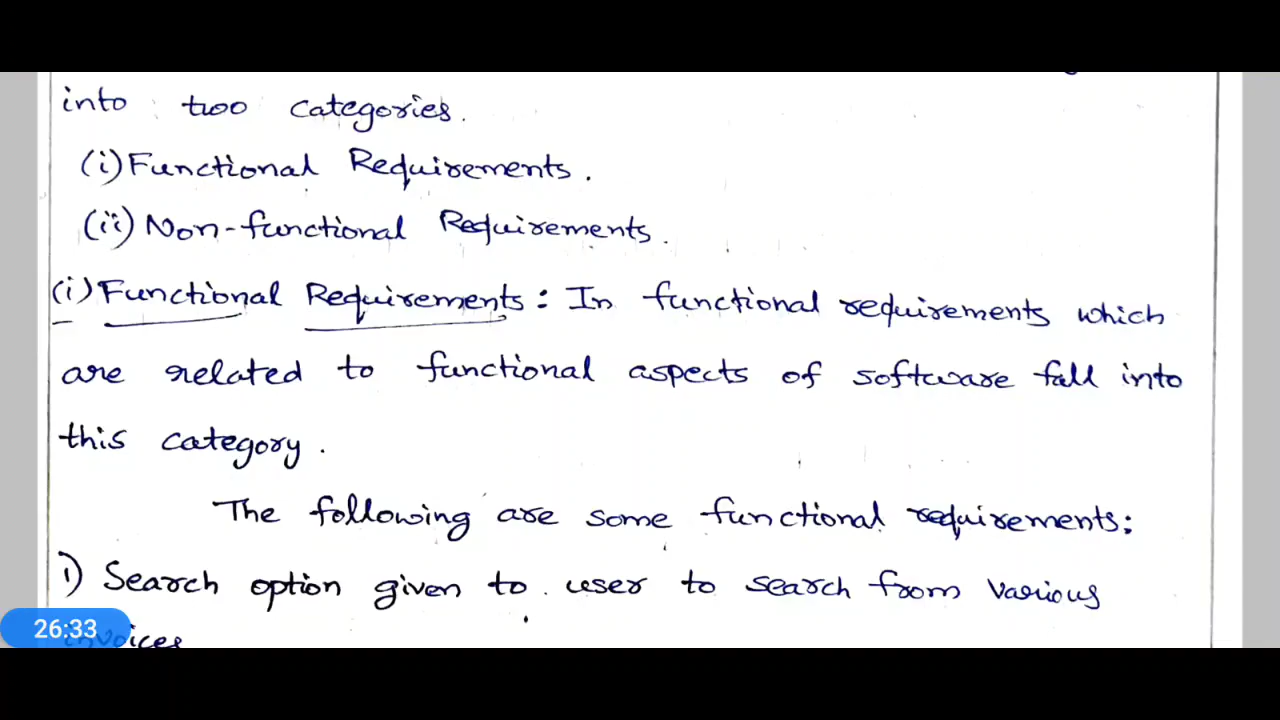 into two categories.
(i) Functional Requirements.
(ii) Non-functional Requirements.
(i) Functional Requirements: In functional requirements which
are related to functional aspects of software fall into
this category.
The following are some functional requirements:
1) Search option given to user to search from various
invoices
26:33